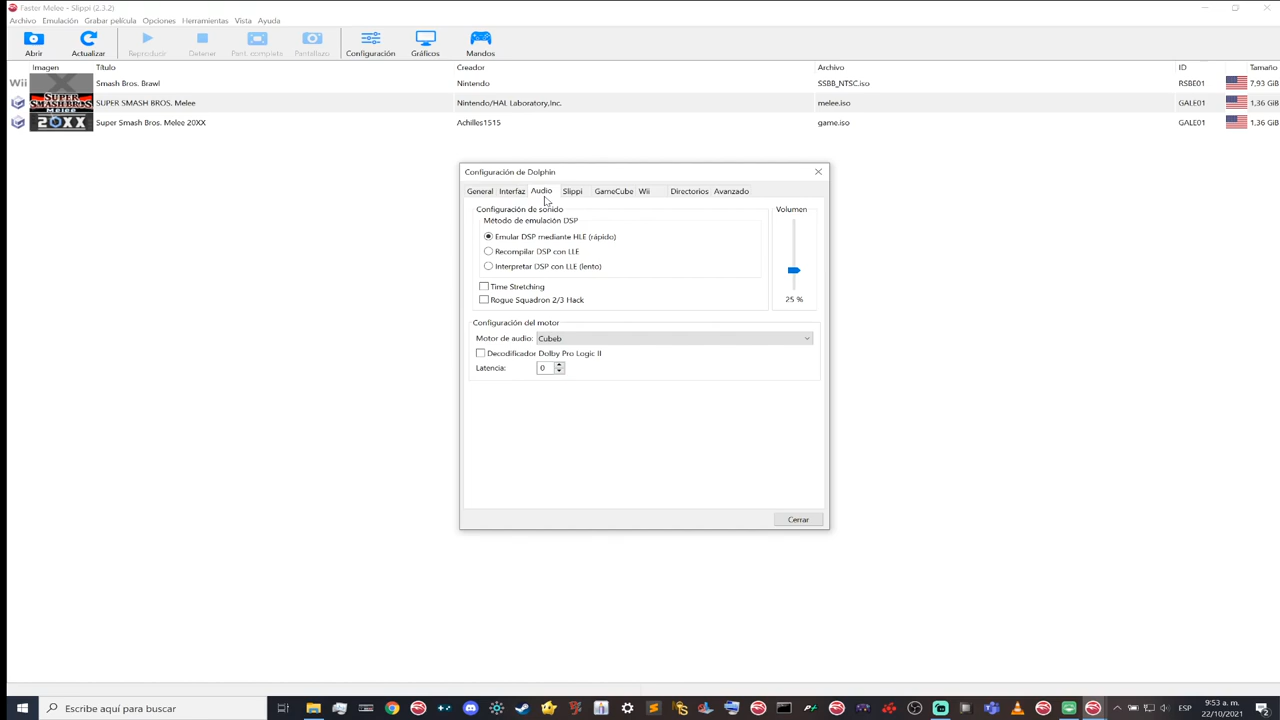 Faster Melee - Slippi (2.3.2)
Archivo Emulación Grabar película Opciones Herramientas Vista Ayuda
Abrir Actualizar Reproducir Detener Pant. completa Pantallazo Configuración Gráficos Mandos
Imagen Título Creador Archivo ID Tamaño
Wii Smash Bros. Brawl Nintendo SSBB_NTSC.iso RSBE01 7,93 GiB
SUPER SMASH BROS Melee SUPER SMASH BROS. Melee Nintendo/HAL Laboratory,Inc. melee.iso GALE01 1,36 GiB
20XX Super Smash Bros. Melee 20XX Achilles1515 game.iso GALE01 1,36 GiB
Configuración de Dolphin
General Interfaz Audio Slippi GameCube Wii Directorios Avanzado
Configuración de sonido Volumen
Método de emulación DSP
Emular DSP mediante HLE (rápido)
Recompilar DSP con LLE
Interpretar DSP con LLE (lento)
Time Stretching
Rogue Squadron 2/3 Hack 25 %
Configuración del motor
Motor de audio: Cubeb
Decodificador Dolby Pro Logic II
Latencia: 0
Cerrar
Escribe aquí para buscar ESP 9:53 a. m.
22/10/2021 2